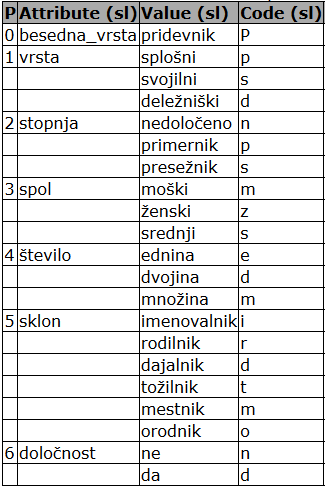 P Attribute (sl) Value (sl) Code (sl)
0 besedna_vrsta pridevnik P
1 vrsta splošni p
svojilni s
deležniški d
2 stopnja nedoločeno n
primernik p
presežnik s
3 spol moški m
ženski z
srednji s
4 število ednina e
dvojina d
množina m
5 sklon imenovalnik i
rodilnik r
dajalnik d
tožilnik t
mestnik m
orodnik o
6 določnost ne n
da d